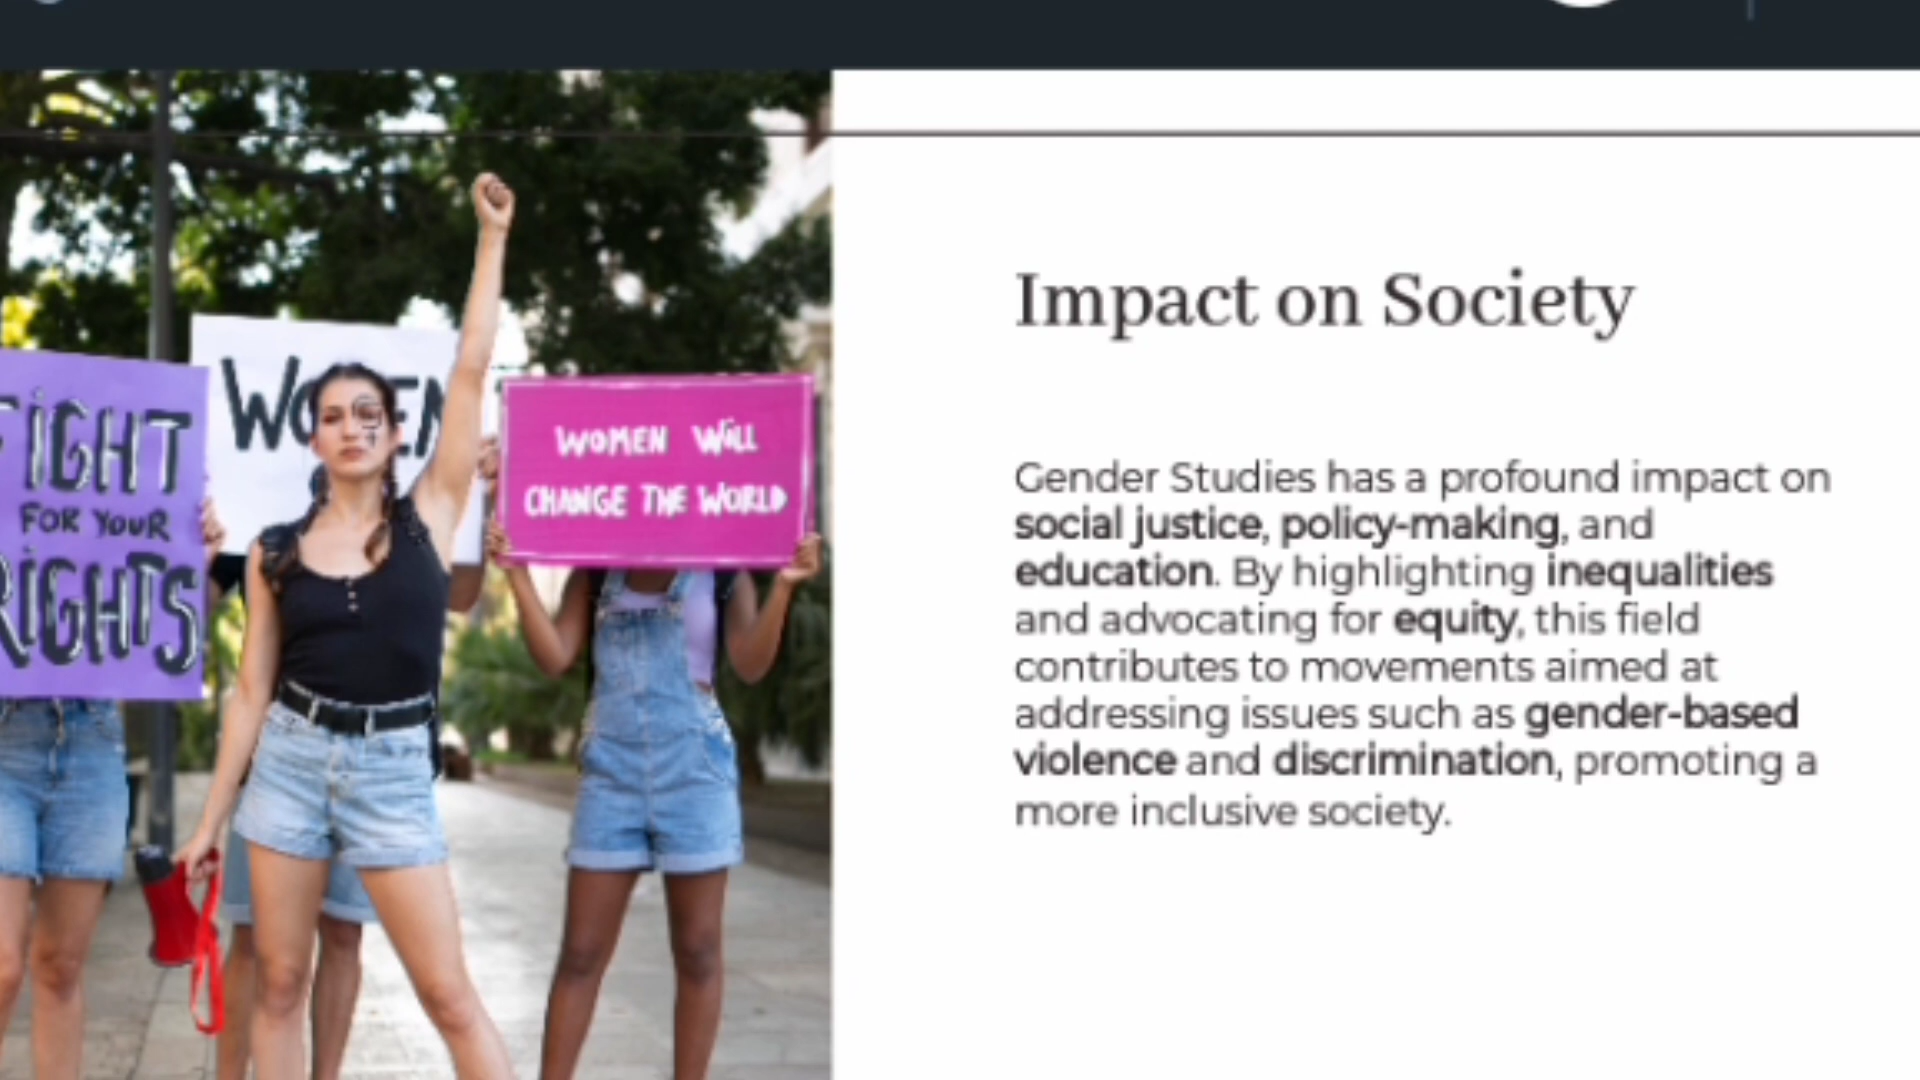 FIGHT
FOR YOUR
RIGHTS
WOMEN WILL
CHANGE THE WORLD
Impact on Society
Gender Studies has a profound impact on
social justice, policy-making, and
education. By highlighting inequalities
and advocating for equity, this field
contributes to movements aimed at
addressing issues such as gender-based
violence and discrimination, promoting a
more inclusive society.